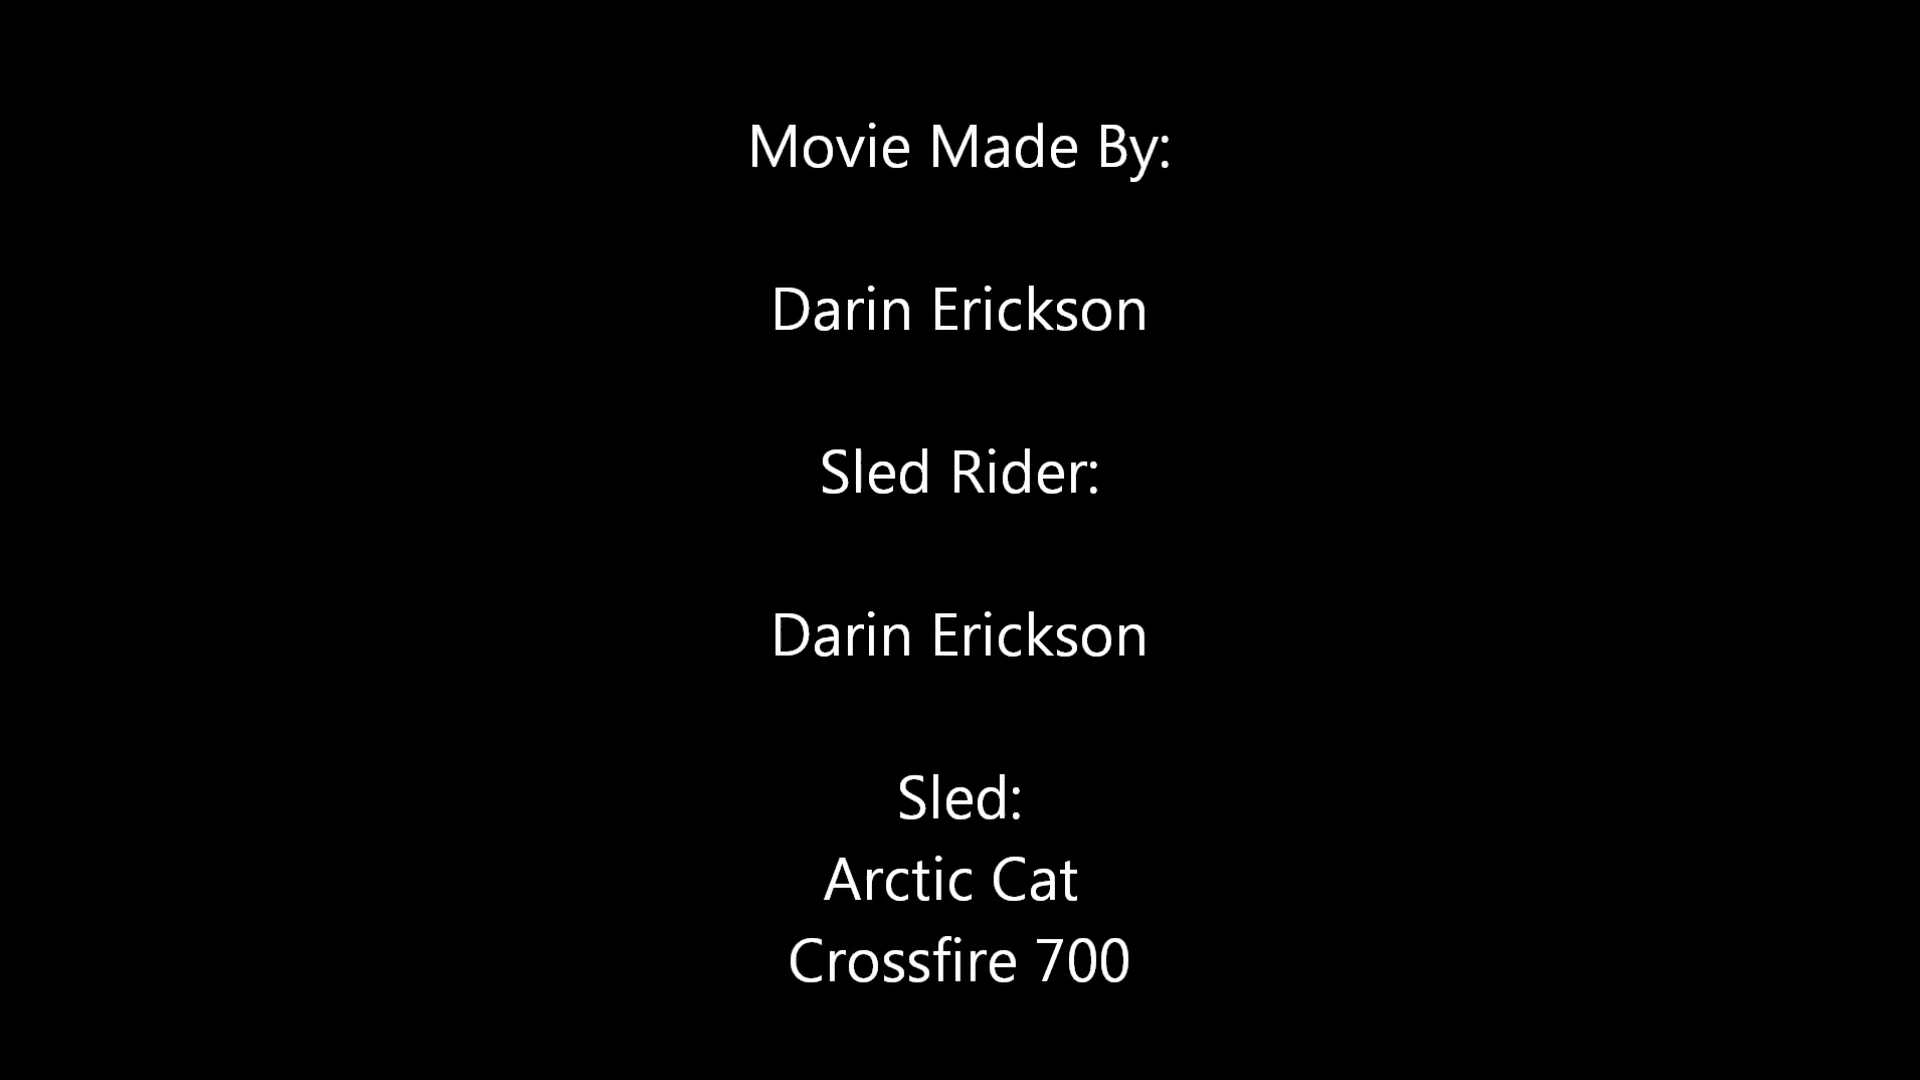 Movie Made By:
Darin Erickson
Sled Rider:
Darin Erickson
Sled:
Arctic Cat
Crossfire 700